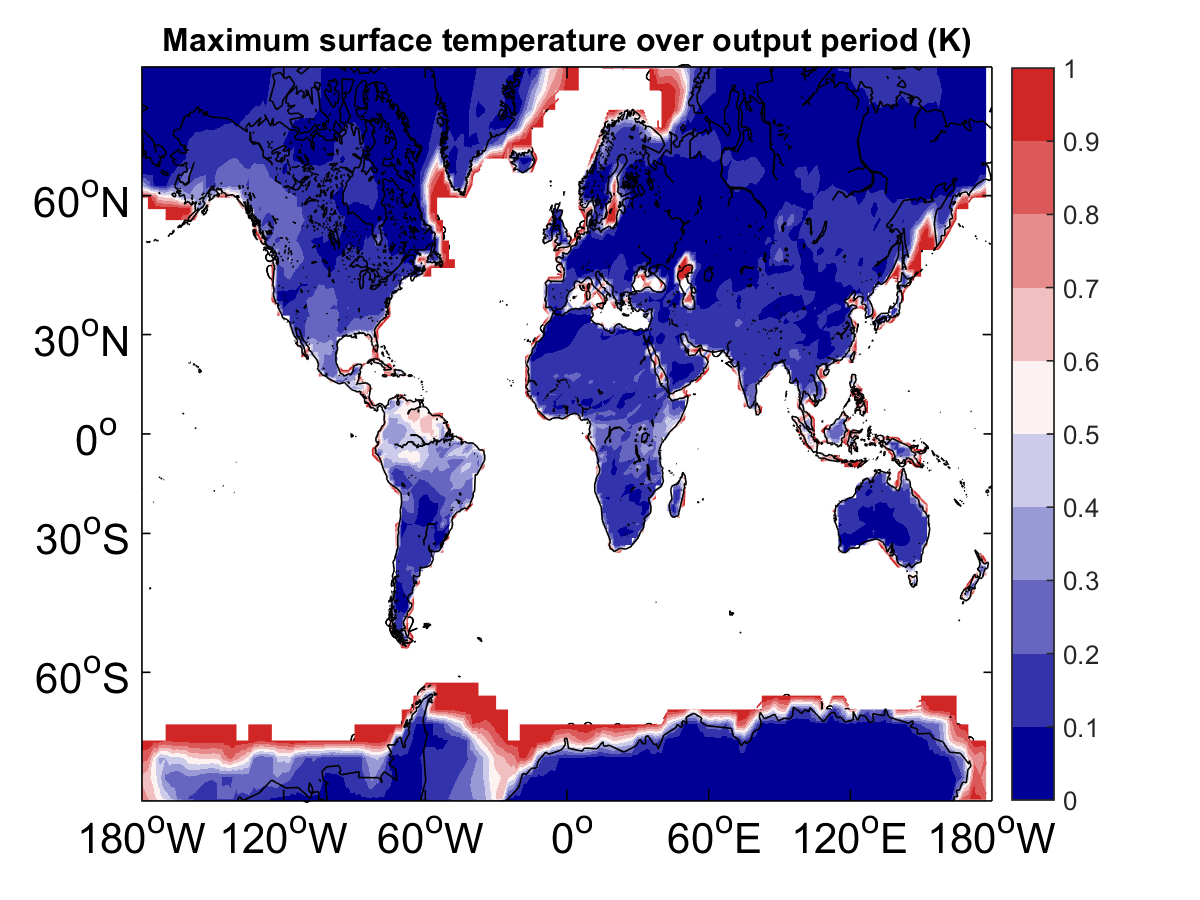 Maximum surface temperature over output period (K)
1
0.9
0.8
0.7
0.6
0.5
0.4
0.3
0.2
0.1
0
60°N
30°N
0°
30°S
60°S
180°W 120°W 60°W 0° 60°E 120°E 180°W